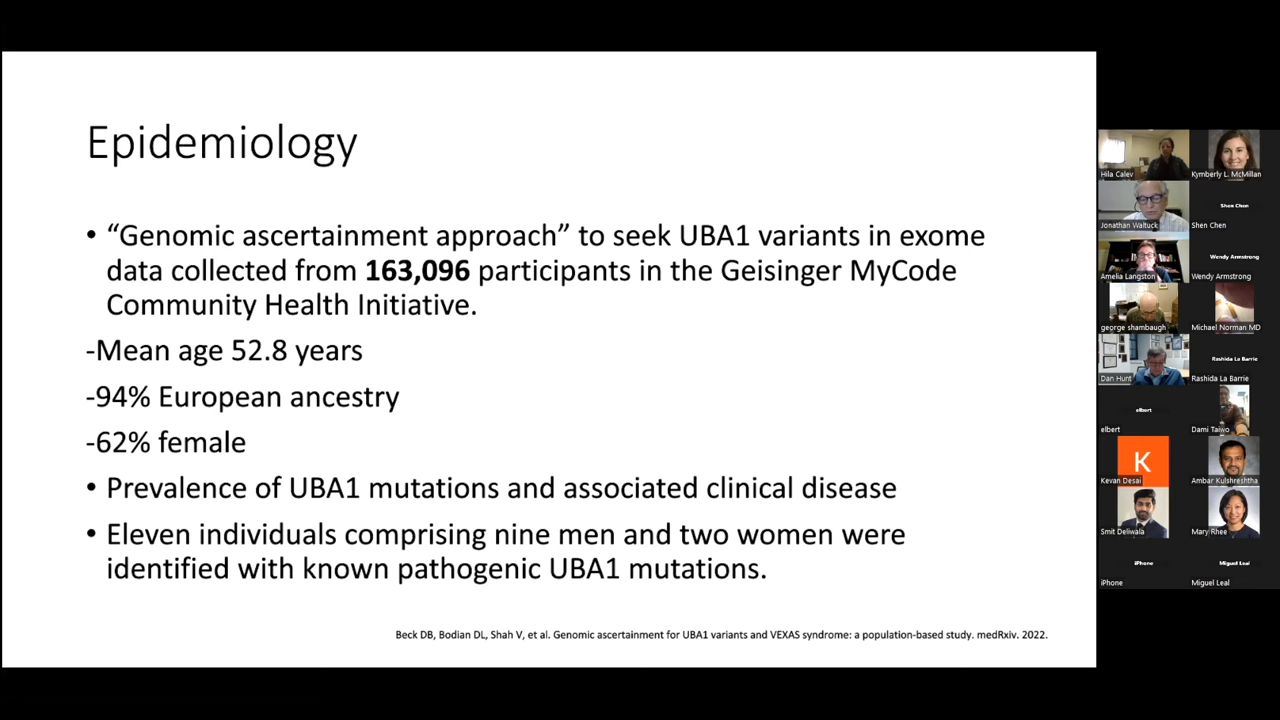 Epidemiology
• “Genomic ascertainment approach” to seek UBA1 variants in exome
data collected from 163,096 participants in the Geisinger MyCode
Community Health Initiative.
-Mean age 52.8 years
-94% European ancestry
-62% female
• Prevalence of UBA1 mutations and associated clinical disease
• Eleven individuals comprising nine men and two women were
identified with known pathogenic UBA1 mutations.
Beck DB, Bodian DL, Shah V, et al. Genomic ascertainment for UBA1 variants and VEXAS syndrome: a population-based study. medRxiv. 2022.
Hila Calev
Kymberly L. McMillan
Shen Chen
Jonathan Waltuck
Shen Chen
Wendy Armstrong
Amelia Langston
Wendy Armstrong
george shambaugh
Michael Norman MD
Rashida La Barrie
Dan Hunt
Rashida La Barrie
elbert
elbert
Dami Taiwo
K
Kevan Desai
Ambar Kulshreshtha
Smit Deliwala
Mary Rhee
iPhone
Miguel Leal
iPhone
Miguel Leal